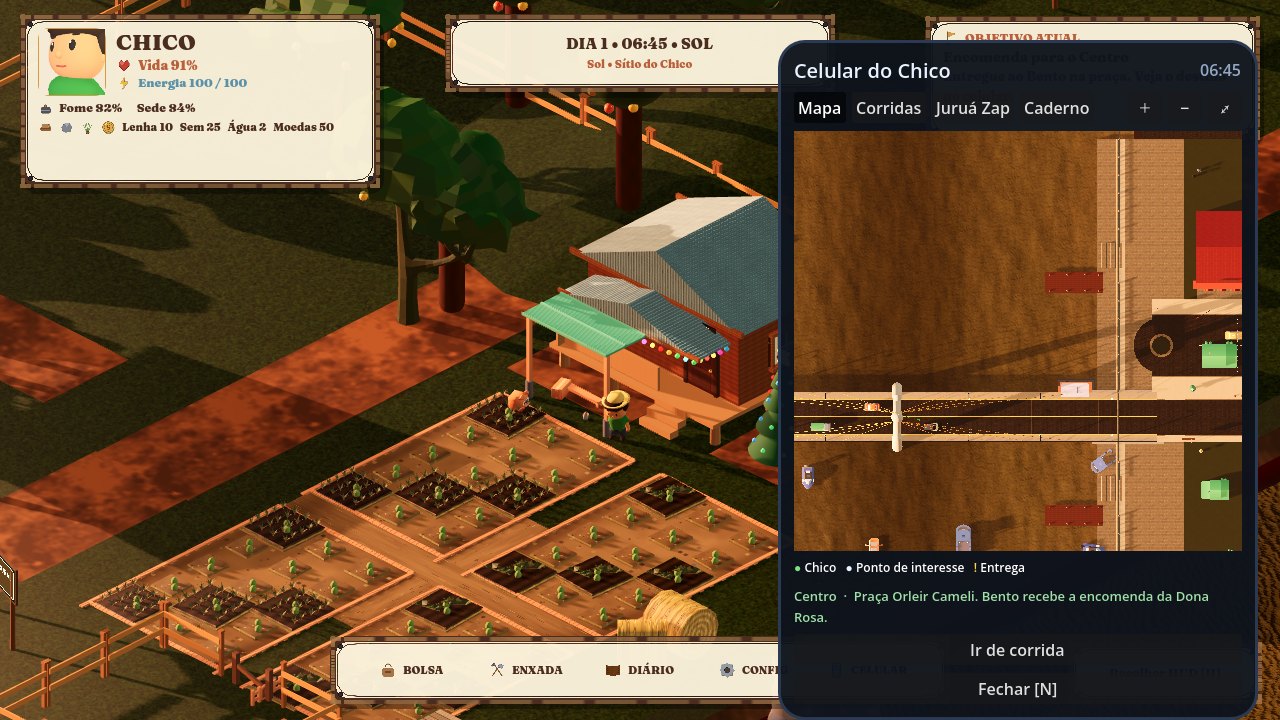 CHICO
Vida 91%
Energia 100 / 100
Fome 92% Sede 84%
Lenha 10 Sem 25 Água 2 Moedas 50
DIA 1 • 06:45 • SOL
Sol • Sítio do Chico
OBJETIVO ATUAL
Encomenda para o Centro
Celular do Chico
06:45
Mapa Corridas Juruá Zap Caderno + −
• Chico • Ponto de interesse ! Entrega
Centro · Praça Orleir Cameli. Bento recebe a encomenda da Dona
Rosa.
Ir de corrida
Fechar [N]
BOLSA ENXADA DIÁRIO CONFI CELULAR